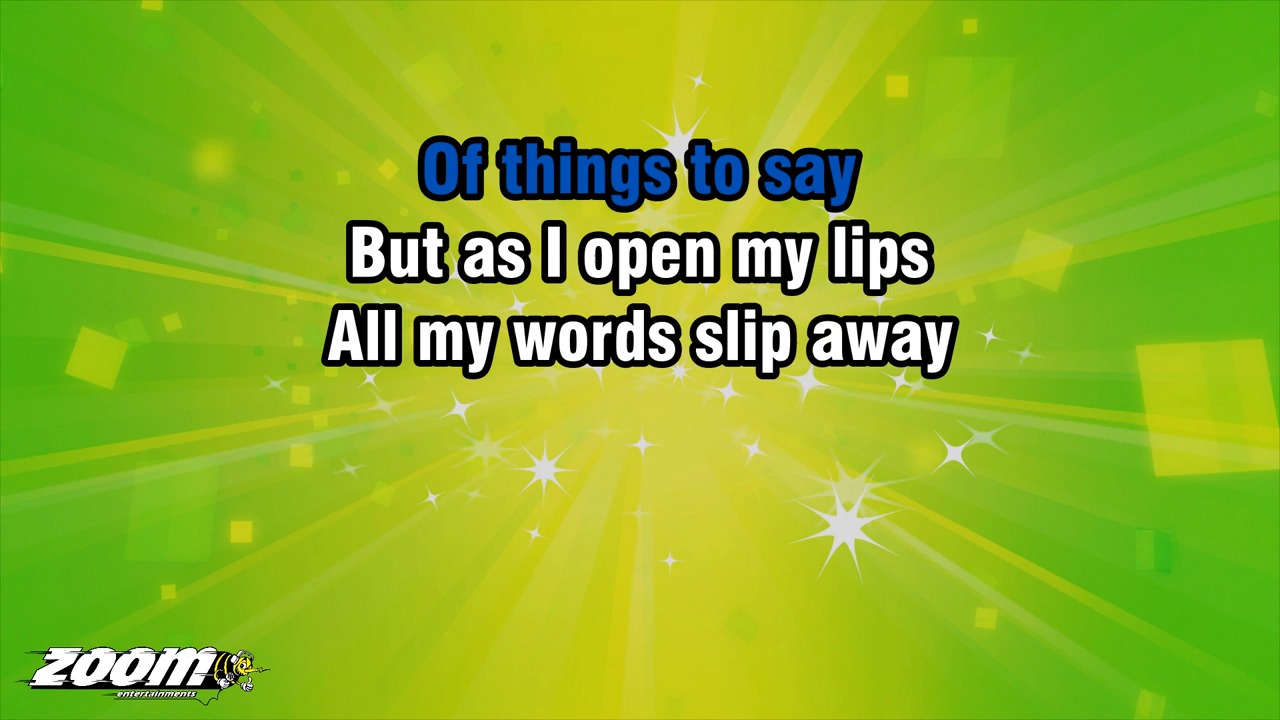 Of things to say
But as I open my lips
All my words slip away
zoom
entertainments